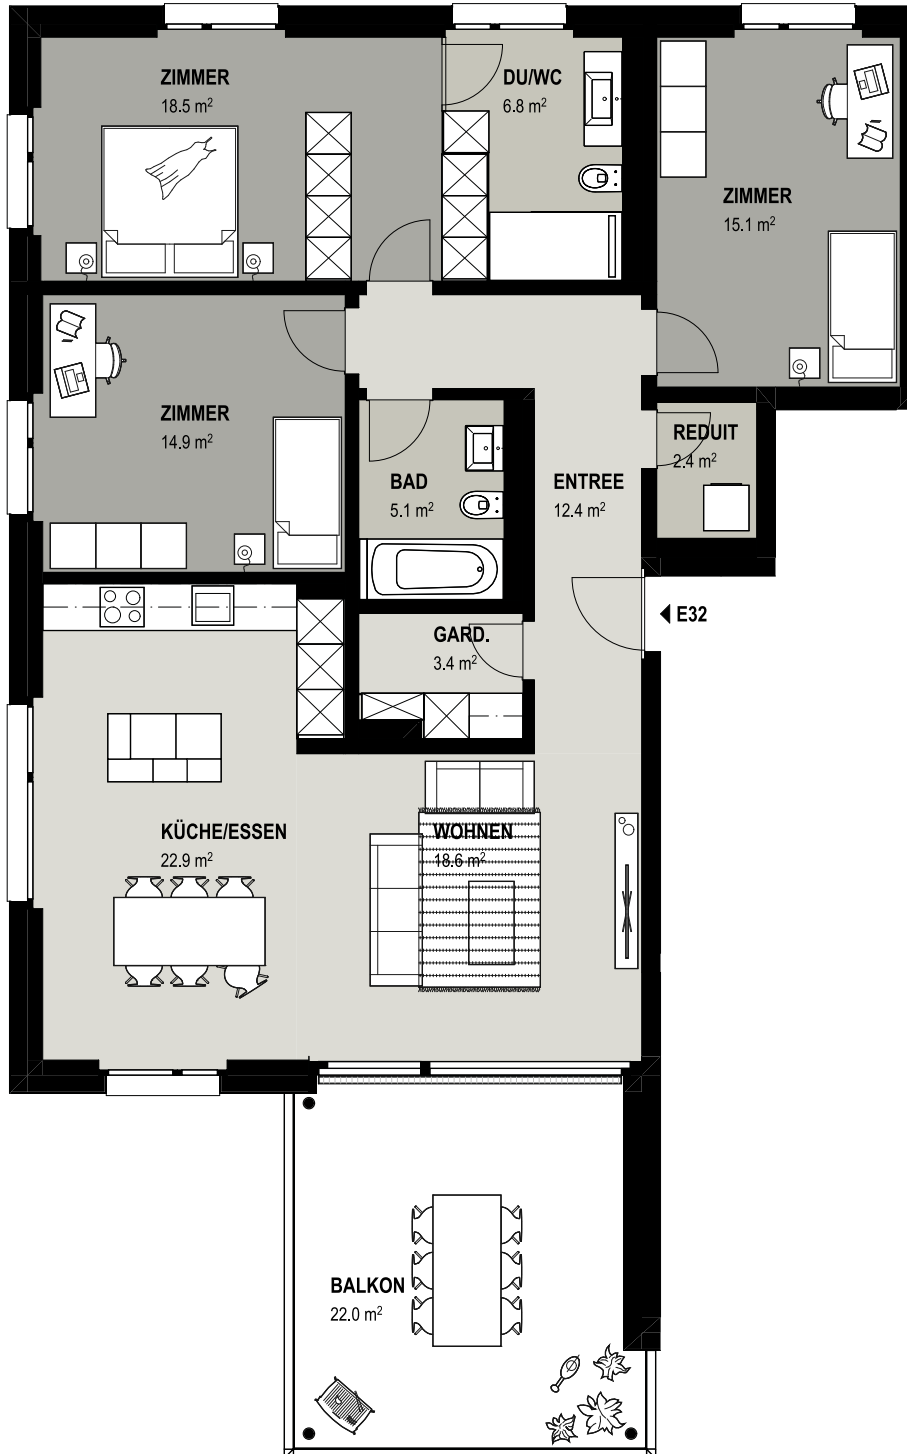 ZIMMER
18.5 m²
DU/WC
6.8 m²
ZIMMER
15.1 m²
ZIMMER
14.9 m²
REDUIT
2.4 m²
BAD
5.1 m²
ENTREE
12.4 m²
E32
GARD.
3.4 m²
KÜCHE/ESSEN
22.9 m²
WOHNEN
18.6 m²
BALKON
22.0 m²